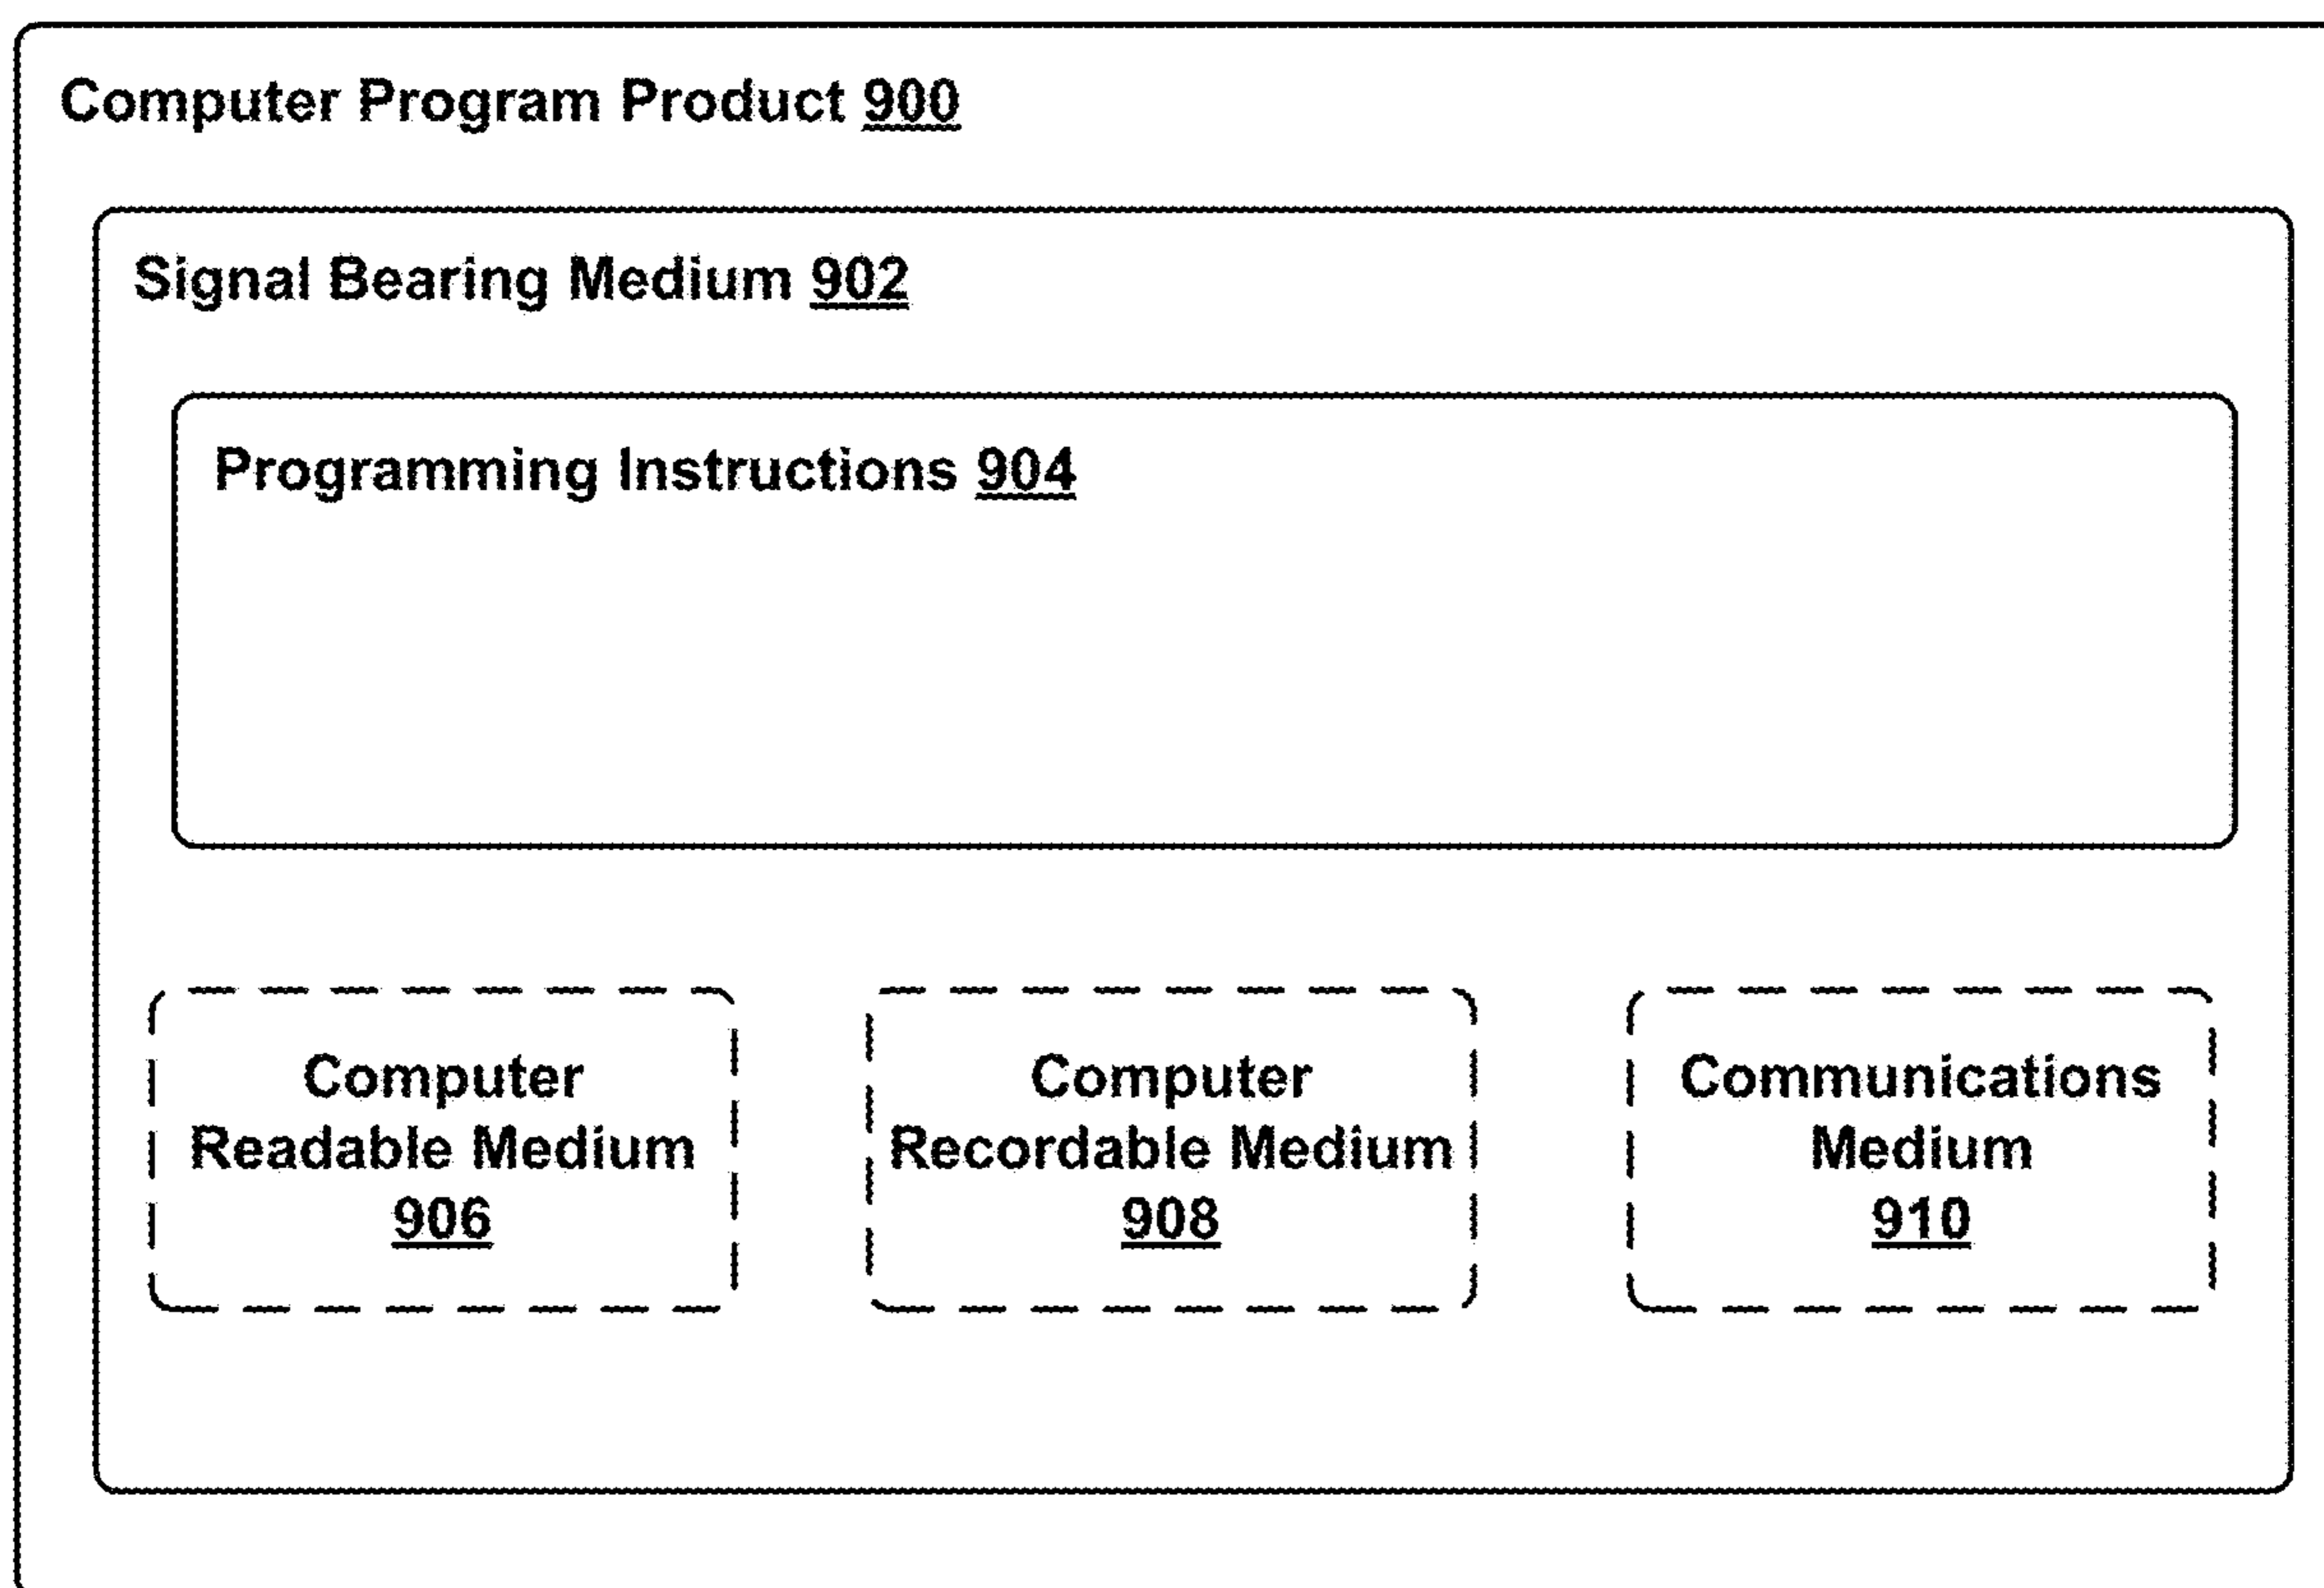 Computer Program Product 900
Signal Bearing Medium 902
Programming Instructions 904
Computer
Readable Medium
906
Computer
Recordable Medium
908
Communications
Medium
910